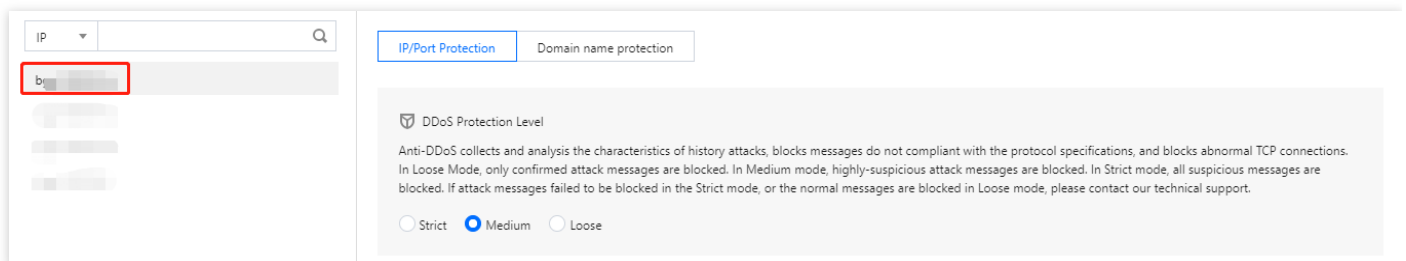 IP
IP/Port Protection
Domain name protection
DDoS Protection Level
Anti-DDoS collects and analysis the characteristics of history attacks, blocks messages do not compliant with the protocol specifications, and blocks abnormal TCP connections.
In Loose Mode, only confirmed attack messages are blocked. In Medium mode, highly-suspicious attack messages are blocked. In Strict mode, all suspicious messages are
blocked. If attack messages failed to be blocked in the Strict mode, or the normal messages are blocked in Loose mode, please contact our technical support.
Strict Medium Loose